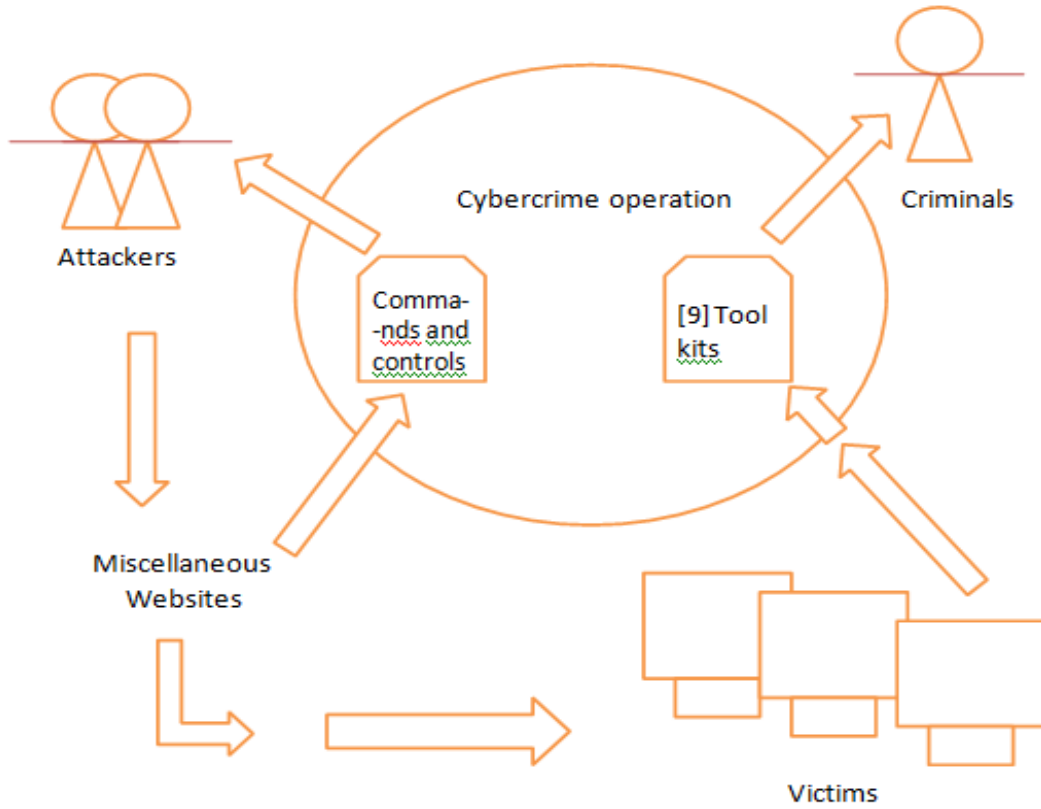 Cybercrime operation
Criminals
Attackers
Comma-
-nds and
controls
[9] Tool
kits
Miscellaneous
Websites
Victims